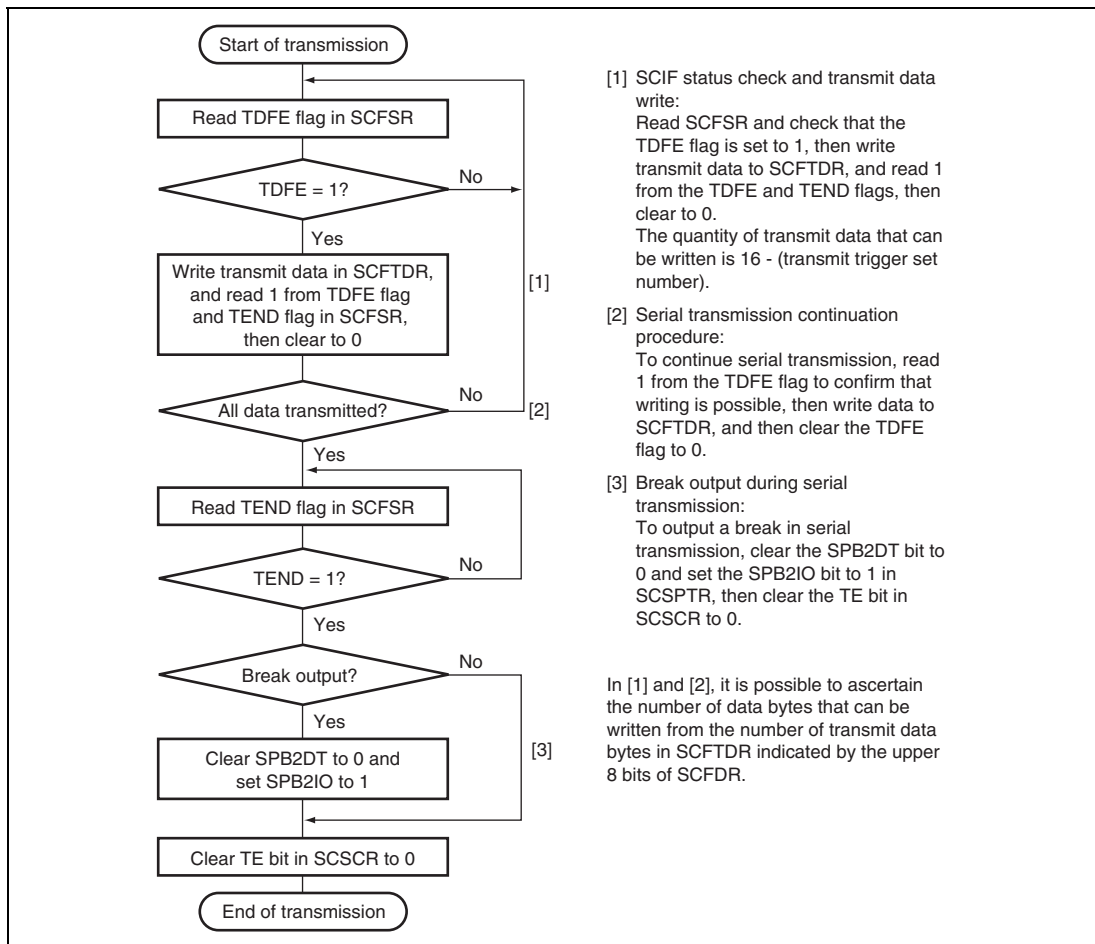 Start of transmission
Read TDFE flag in SCFSR
TDFE = 1?
No
Yes
Write transmit data in SCFTDR,
and read 1 from TDFE flag
and TEND flag in SCFSR,
then clear to 0
[1]
All data transmitted?
No
[2]
Yes
Read TEND flag in SCFSR
TEND = 1?
No
Yes
Break output?
No
Yes
Clear SPB2DT to 0 and
set SPB2IO to 1
[3]
Clear TE bit in SCSCR to 0
End of transmission
[1] SCIF status check and transmit data
write:
Read SCFSR and check that the
TDFE flag is set to 1, then write
transmit data to SCFTDR, and read 1
from the TDFE and TEND flags, then
clear to 0.
The quantity of transmit data that can
be written is 16 - (transmit trigger set
number).
[2] Serial transmission continuation
procedure:
To continue serial transmission, read
1 from the TDFE flag to confirm that
writing is possible, then write data to
SCFTDR, and then clear the TDFE
flag to 0.
[3] Break output during serial
transmission:
To output a break in serial
transmission, clear the SPB2DT bit to
0 and set the SPB2IO bit to 1 in
SCSPTR, then clear the TE bit in
SCSCR to 0.
In [1] and [2], it is possible to ascertain
the number of data bytes that can be
written from the number of transmit data
bytes in SCFTDR indicated by the upper
8 bits of SCFDR.